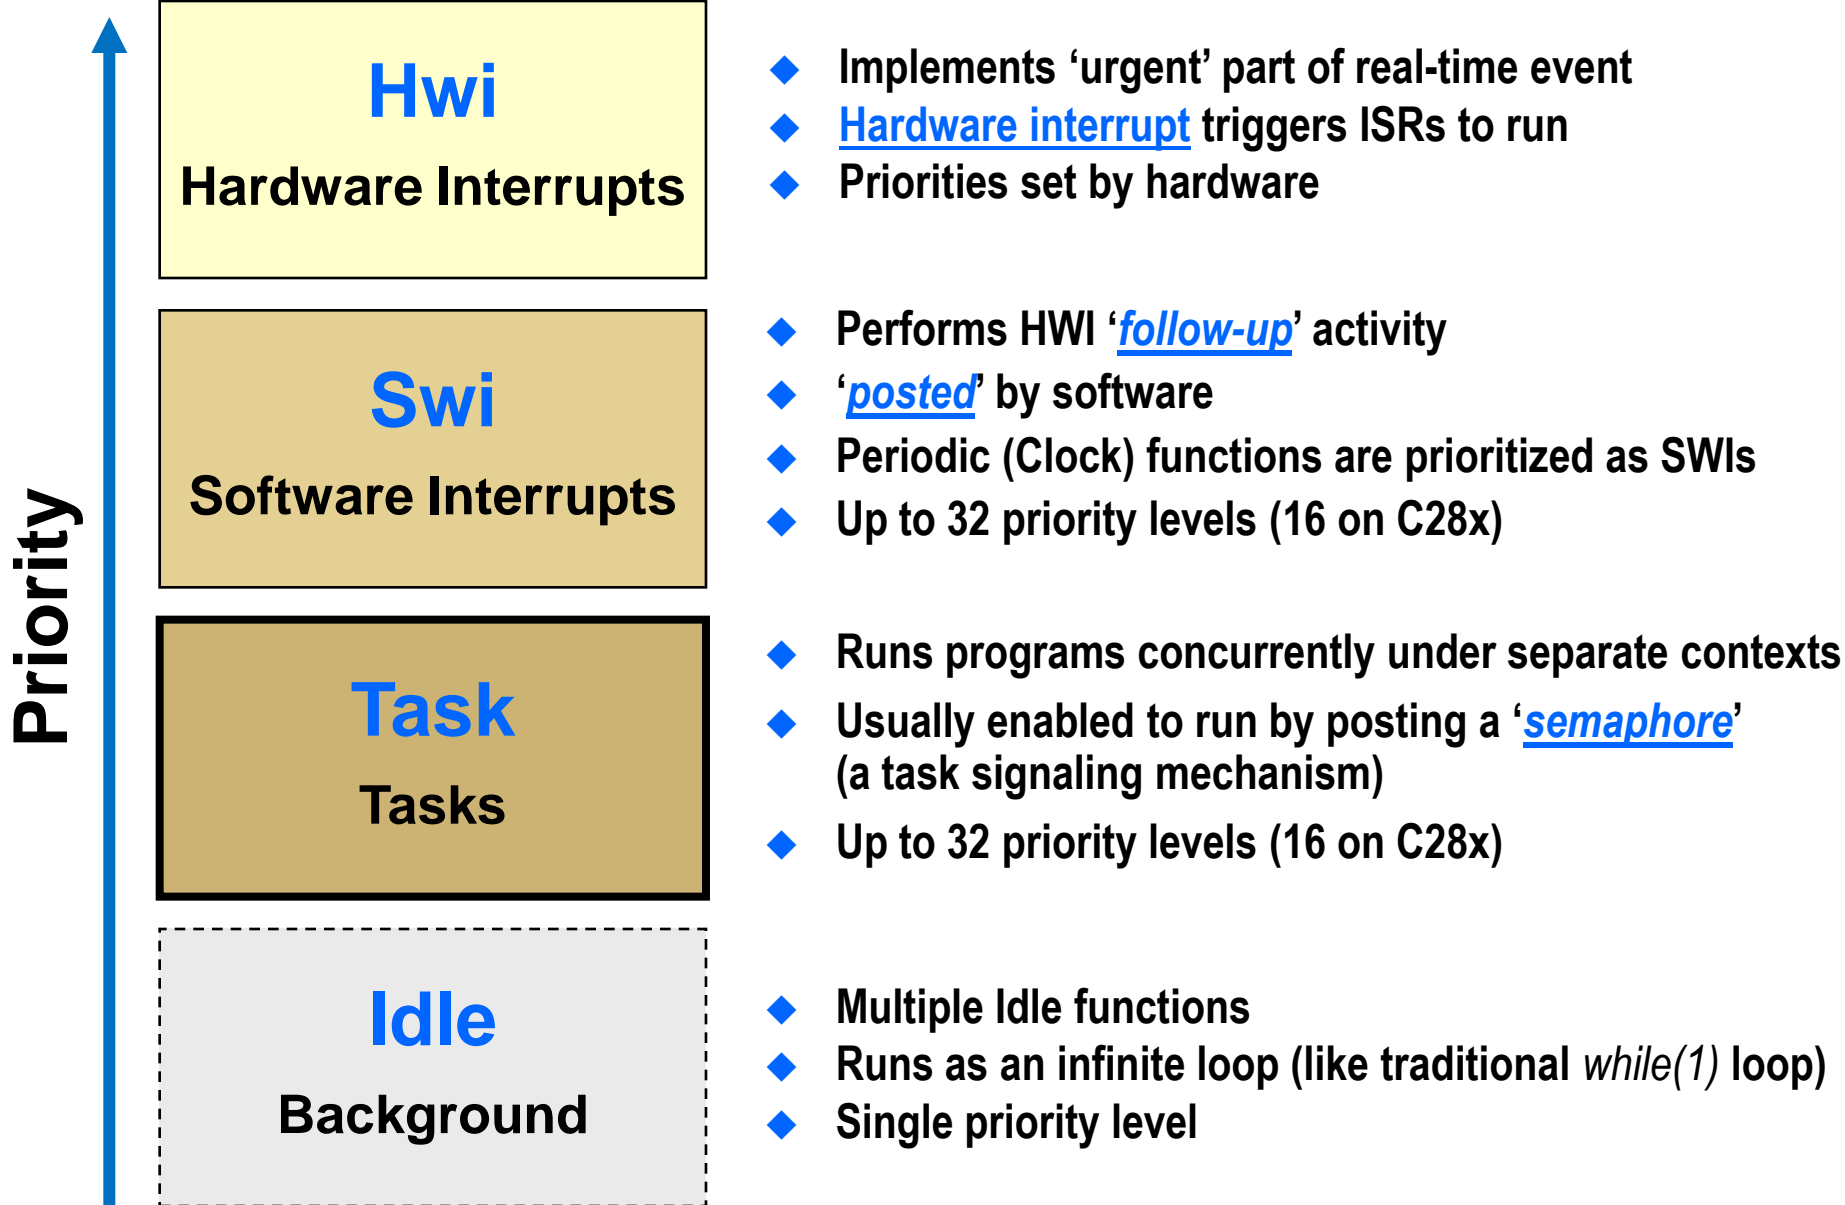 Priority
Hwi
Hardware Interrupts
◆ Implements ‘urgent’ part of real-time event
◆ Hardware interrupt triggers ISRs to run
◆ Priorities set by hardware
Swi
Software Interrupts
◆ Performs HWI ‘follow-up’ activity
◆ ‘posted’ by software
◆ Periodic (Clock) functions are prioritized as SWIs
◆ Up to 32 priority levels (16 on C28x)
Task
Tasks
◆ Runs programs concurrently under separate contexts
◆ Usually enabled to run by posting a ‘semaphore’
(a task signaling mechanism)
◆ Up to 32 priority levels (16 on C28x)
Idle
Background
◆ Multiple Idle functions
◆ Runs as an infinite loop (like traditional while(1) loop)
◆ Single priority level